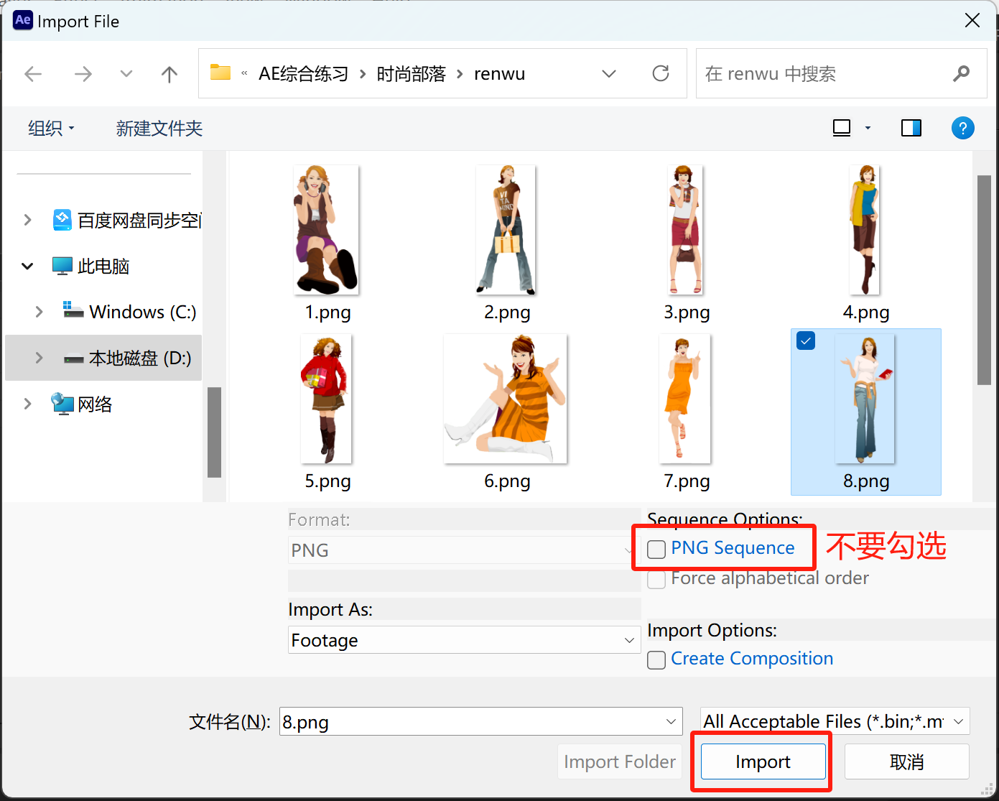 Ae Import File
« AE综合练习 › 时尚部落 › renwu
在 renwu 中搜索
组织
新建文件夹
?
百度网盘同步空
此电脑
Windows (C:)
本地磁盘 (D:)
网络
VI
TA
1.png
2.png
3.png
4.png
5.png
6.png
7.png
8.png
Format:
PNG
Import As:
Footage
Sequence Options:
PNG Sequence
不要勾选
Force alphabetical order
Import Options:
Create Composition
文件名(N):
8.png
All Acceptable Files (*.bin;*.m
Import Folder
Import
取消